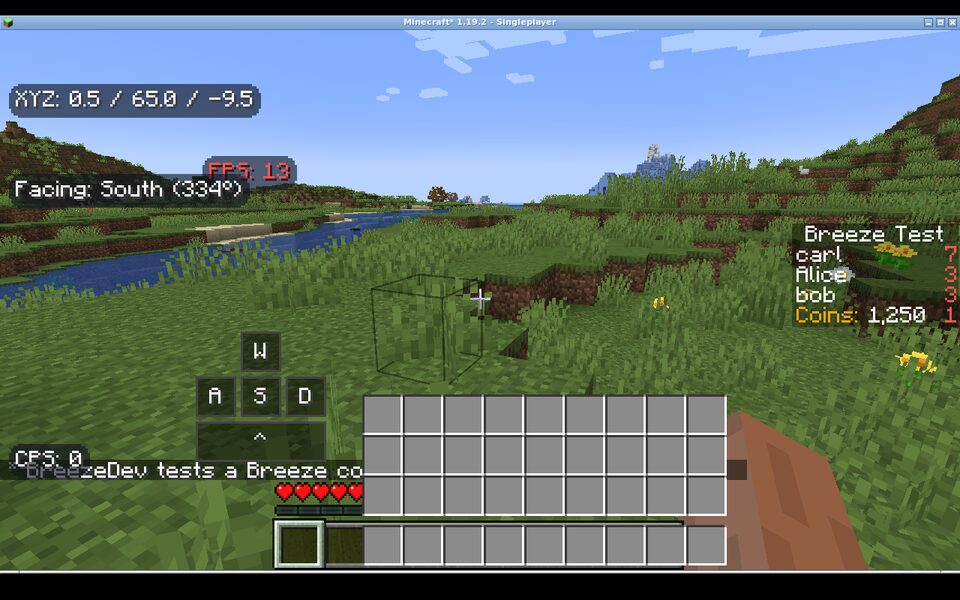 Minecraft* 1.19.2 - Singleplayer
XYZ: 0.5 / 65.0 / -9.5
FPS: 13
Facing: South (334°)
Breeze Test
carl 7
Alice 3
bob 3
Coins: 1,250 1
W
A S D
^
CPS: 0
BreezeDev tests a Breeze co